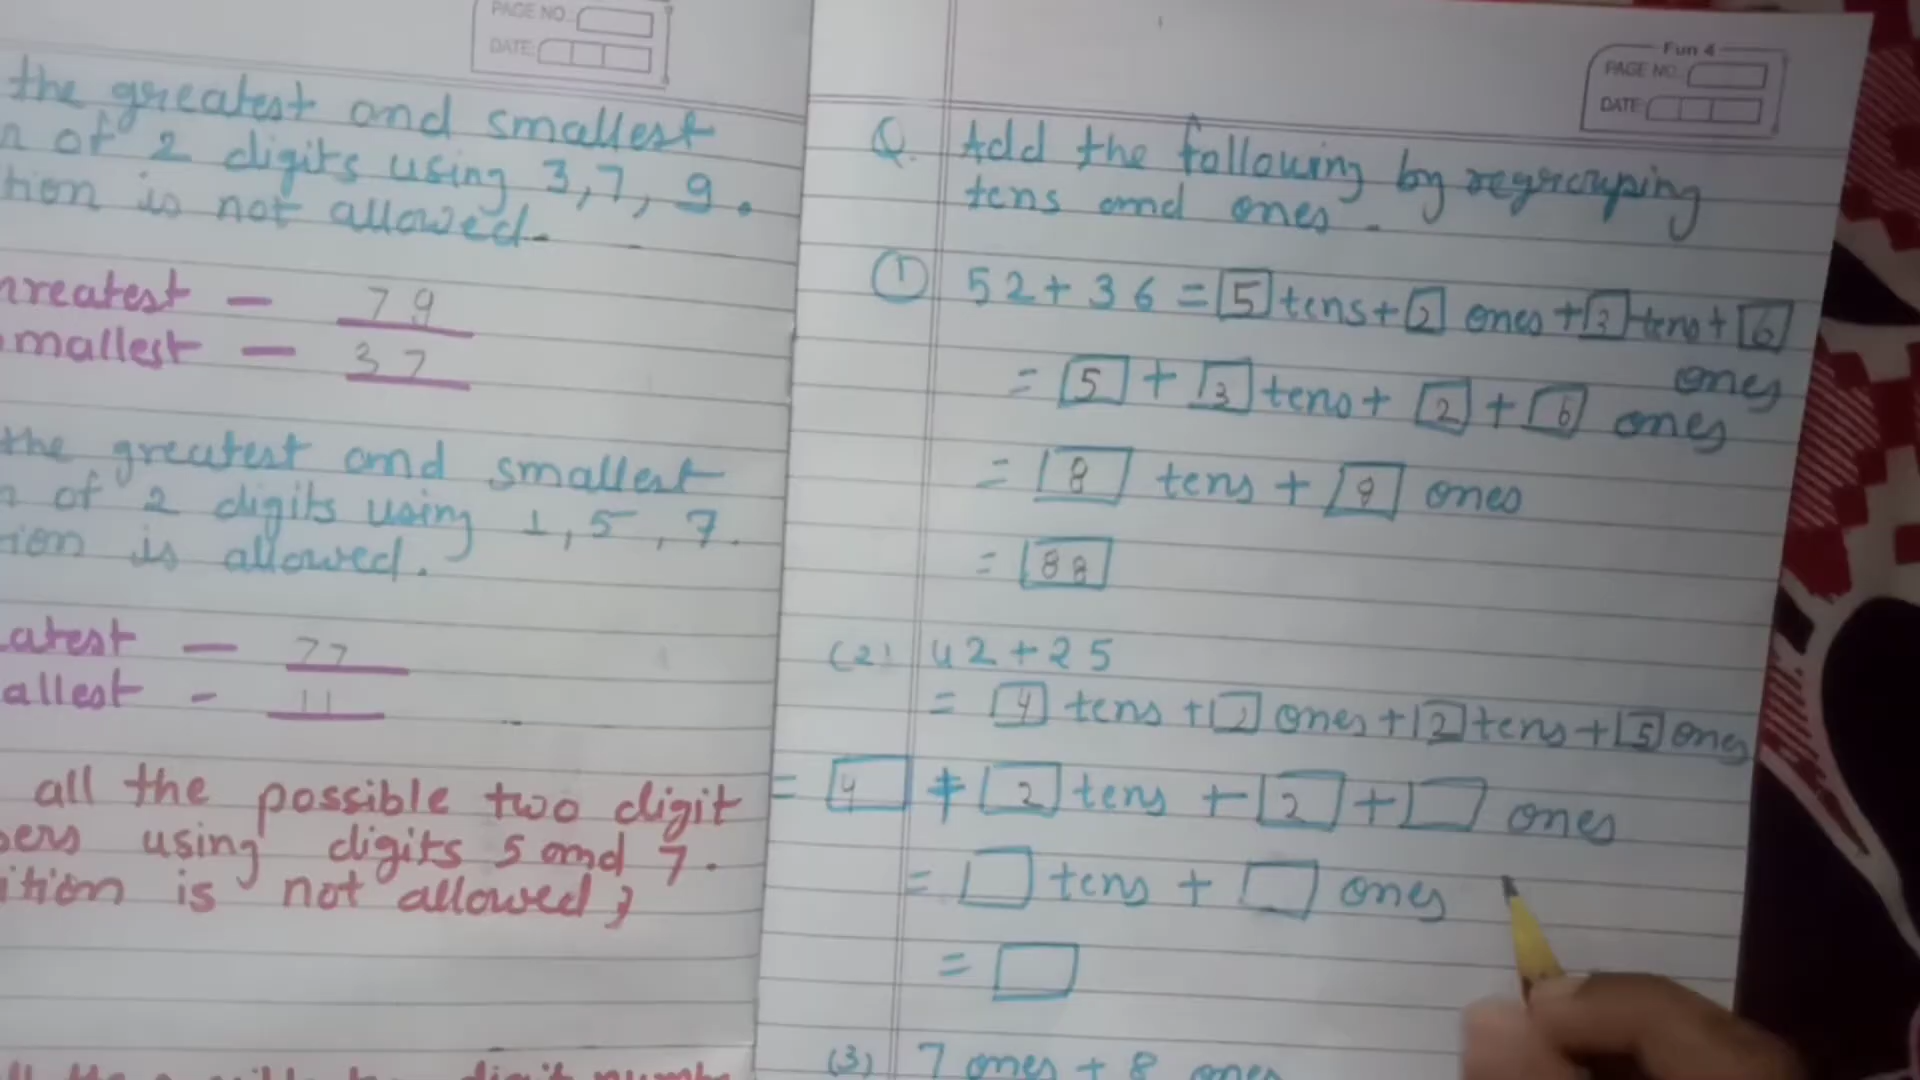 PAGE NO.
DATE:
the greatest and smallest
of 2 digits using 3, 7, 9.
tion is not allowed.
reatest - 79
mallest - 37
the greatest and smallest
of 2 digits using 1, 5, 7.
ion is allowed.
atest - 77
allest - 11
all the possible two digit
bers using digits 5 and 7.
ition is not allowed,
Fun 4
PAGE NO.
DATE:
Q. Add the following by regrouping
tens and ones.
(1) 52 + 36 = 5 tens + 2 ones + 3 tens + 6
ones
= 5 + 3 tens + 2 + 6 ones
= 8 tens + 8 ones
= 88
(2) 42 + 25
= 4 tens + 2 ones + 2 tens + 5 ones
= 4 + 2 tens + 2 + ones
= tens + ones
=
(3) 7 ones + 8 ones